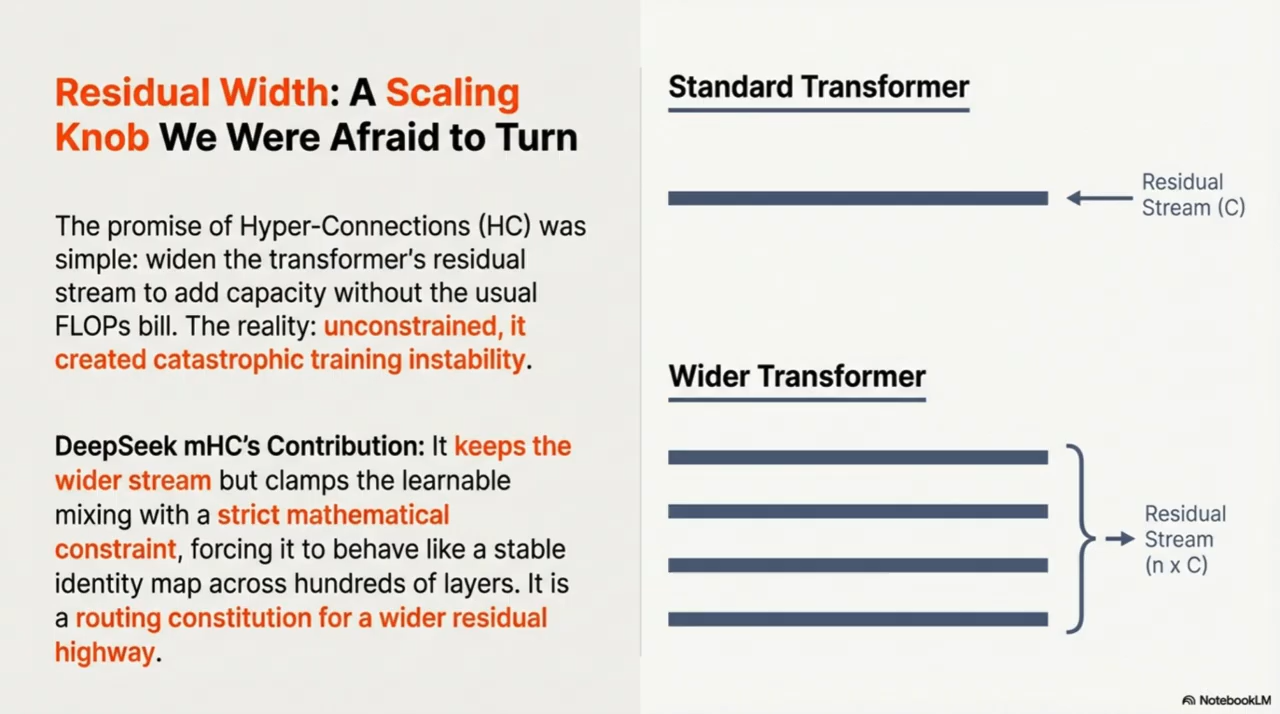 Residual Width: A Scaling
Knob We Were Afraid to Turn
The promise of Hyper-Connections (HC) was
simple: widen the transformer's residual
stream to add capacity without the usual
FLOPs bill. The reality: unconstrained, it
created catastrophic training instability.
DeepSeek mHC's Contribution: It keeps the
wider stream but clamps the learnable
mixing with a strict mathematical
constraint, forcing it to behave like a stable
identity map across hundreds of layers. It is
a routing constitution for a wider residual
highway.
Standard Transformer
Residual
Stream (C)
Wider Transformer
Residual
Stream
(n x C)
NotebookLM